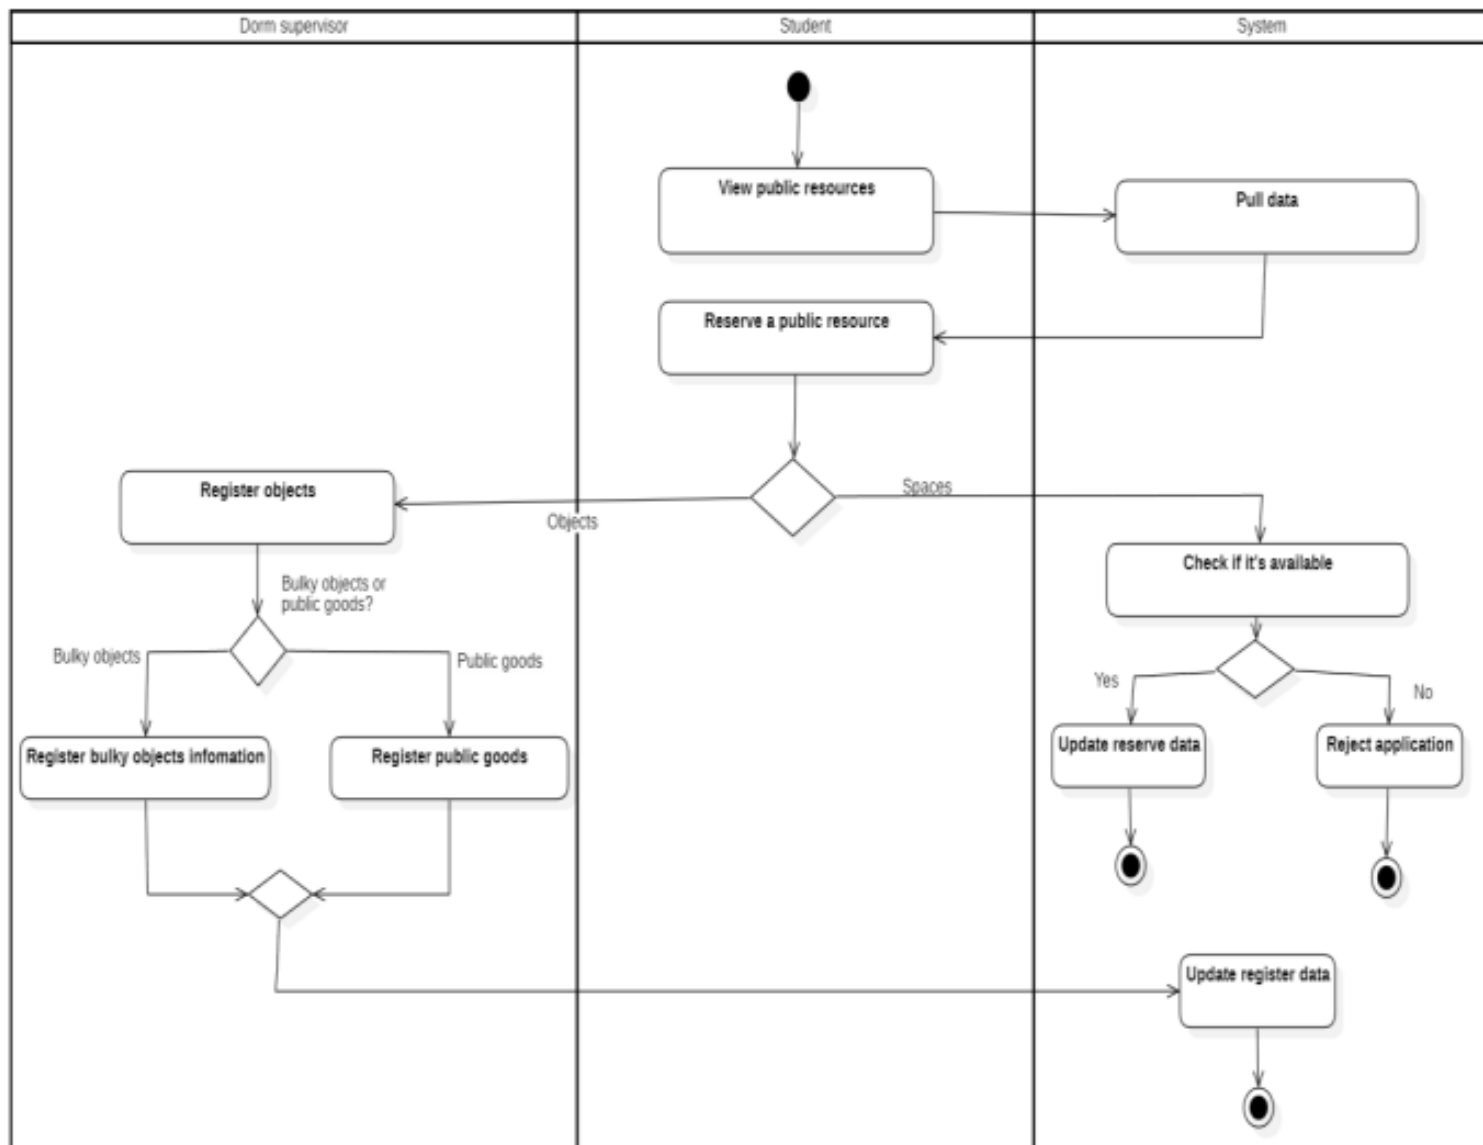 Dorm supervisor
Student
System
View public resources
Pull data
Reserve a public resource
Register objects
Objects
Spaces
Check if it's available
Bulky objects or
public goods?
Bulky objects
Public goods
Yes
No
Register bulky objects infomation
Register public goods
Update reserve data
Reject application
Update register data